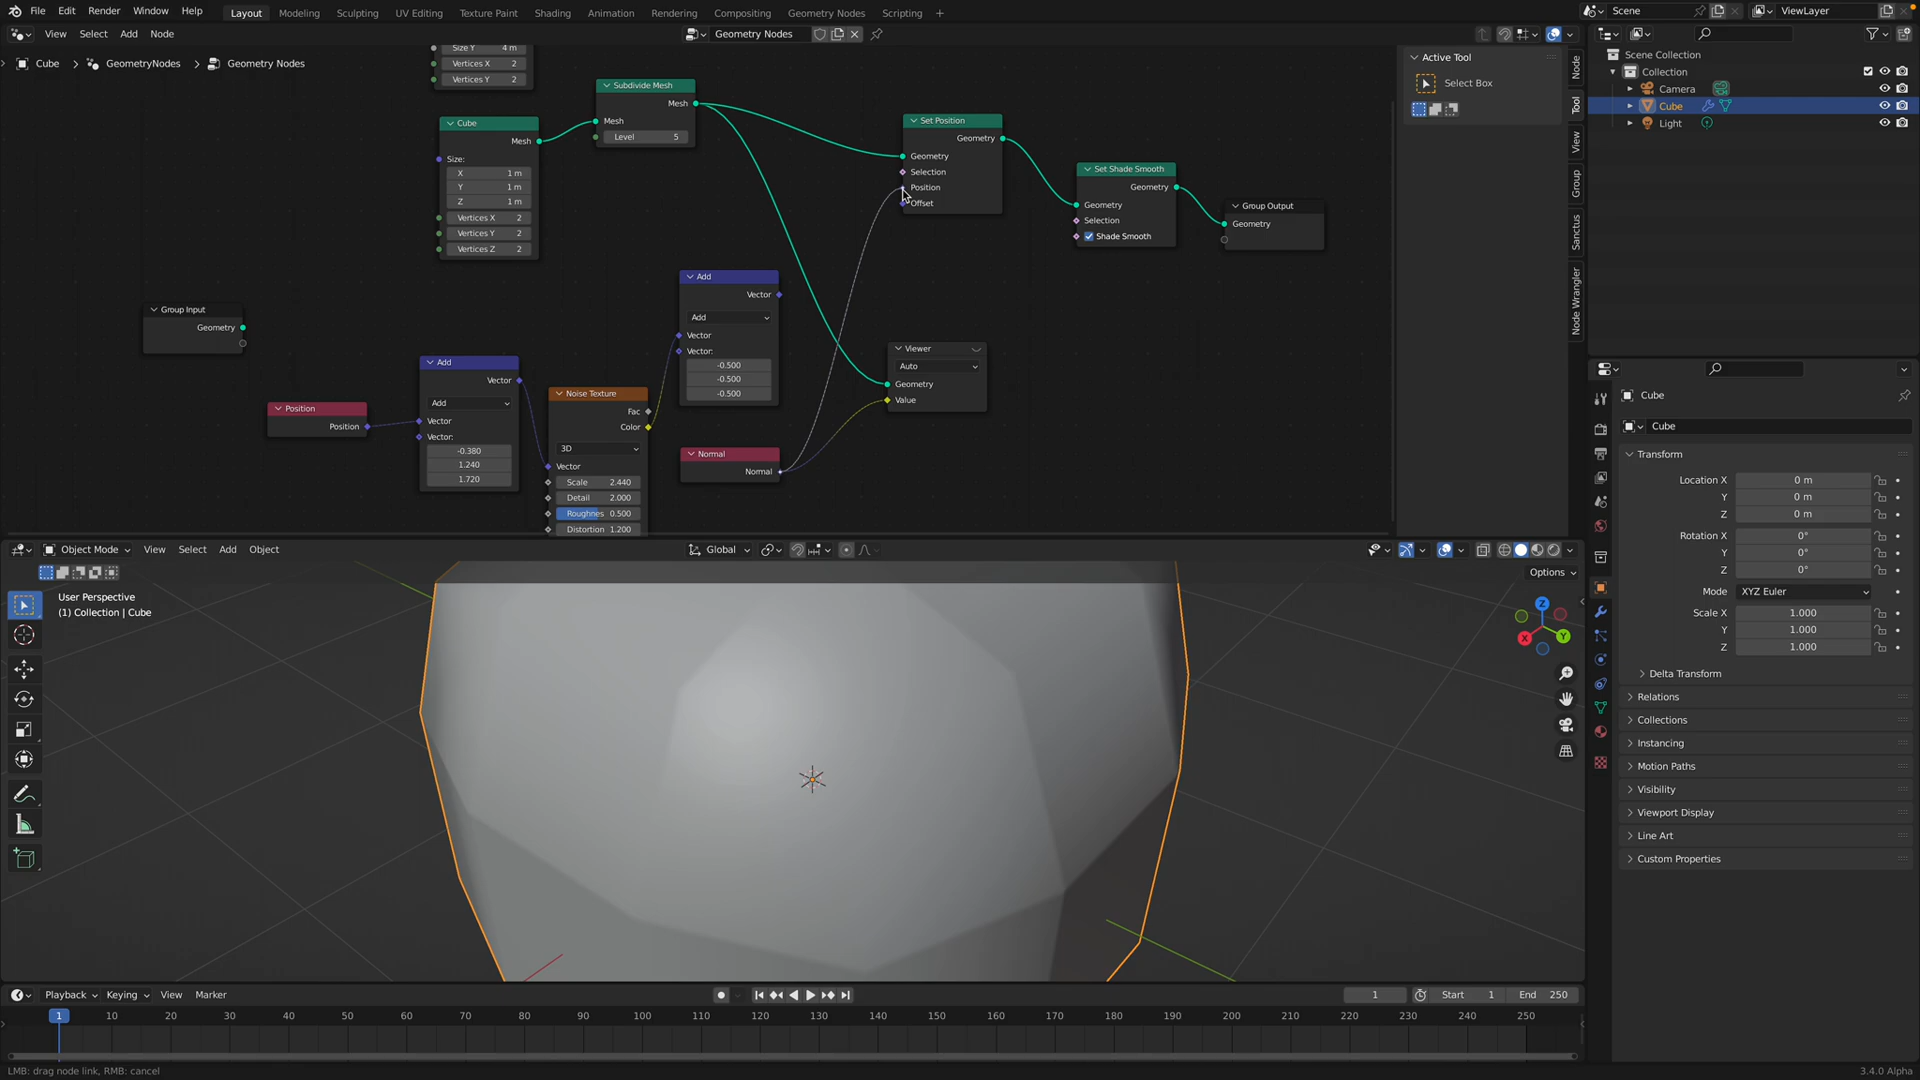 File Edit Render Window Help Layout Modeling Sculpting UV Editing Texture Paint Shading Animation Rendering Compositing Geometry Nodes Scripting + Scene ViewLayer
View Select Add Node Geometry Nodes
Cube GeometryNodes Geometry Nodes
Size Y 4 m
Vertices X 2
Vertices Y 2
Cube
Mesh
Size:
X 1 m
Y 1 m
Z 1 m
Vertices X 2
Vertices Y 2
Vertices Z 2
Subdivide Mesh
Mesh
Mesh
Level 5
Set Position
Geometry
Geometry
Selection
Position
Offset
Set Shade Smooth
Geometry
Geometry
Selection
Shade Smooth
Group Output
Geometry
Group Input
Geometry
Position
Position
Add
Vector
Add
Vector
Vector:
-0.380
1.240
1.720
Noise Texture
Fac
Color
3D
Vector
Scale 2.440
Detail 2.000
Roughnes 0.500
Distortion 1.200
Add
Vector
Add
Vector
Vector:
-0.500
-0.500
-0.500
Normal
Normal
Viewer
Auto
Geometry
Value
Active Tool
Select Box
Node
Tool
View
Group
Sanctus
Node Wrangler
Scene Collection
Collection
Camera
Cube
Light
Cube
Cube
Transform
Location X 0 m
Y 0 m
Z 0 m
Rotation X 0°
Y 0°
Z 0°
Mode XYZ Euler
Scale X 1.000
Y 1.000
Z 1.000
Delta Transform
Relations
Collections
Instancing
Motion Paths
Visibility
Viewport Display
Line Art
Custom Properties
Object Mode View Select Add Object Global
Options
User Perspective
(1) Collection | Cube
Z
X
Y
Playback Keying View Marker 1 Start 1 End 250
1 10 20 30 40 50 60 70 80 90 100 110 120 130 140 150 160 170 180 190 200 210 220 230 240 250
LMB: drag node link, RMB: cancel 3.4.0 Alpha